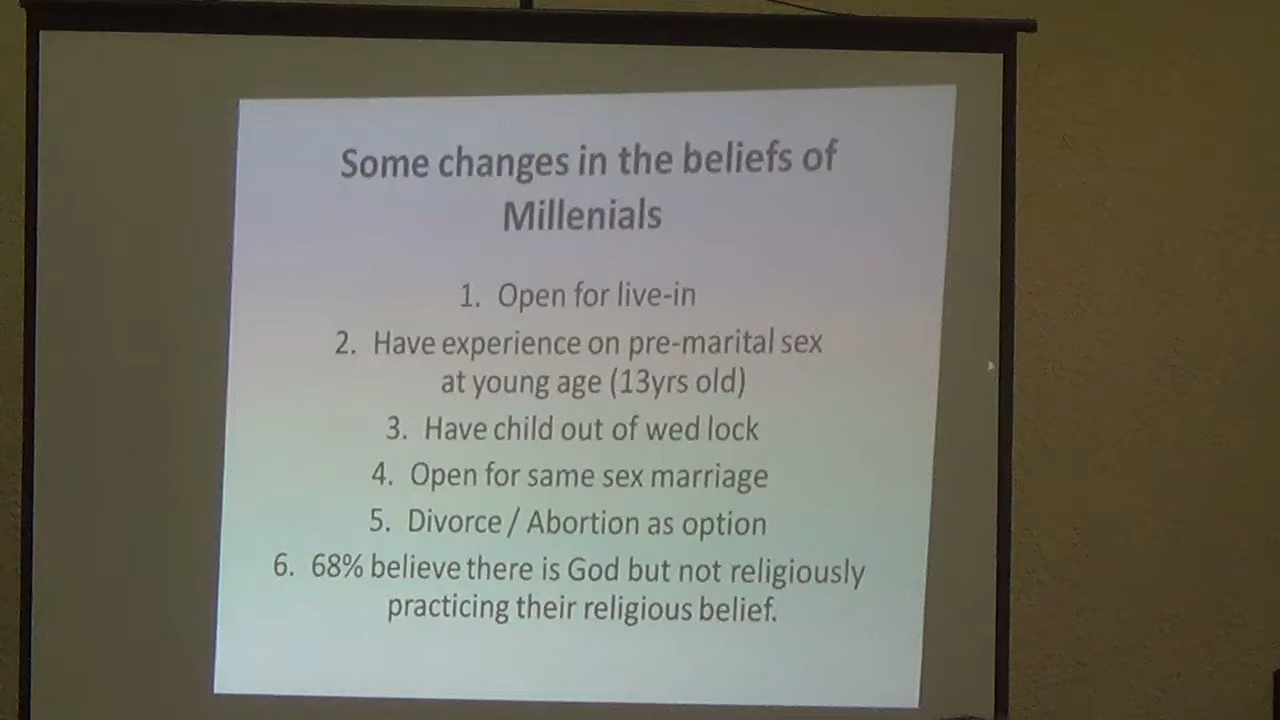 Some changes in the beliefs of
Millenials
1. Open for live-in
2. Have experience on pre-marital sex
at young age (13yrs old)
3. Have child out of wed lock
4. Open for same sex marriage
5. Divorce / Abortion as option
6. 68% believe there is God but not religiously
practicing their religious belief.